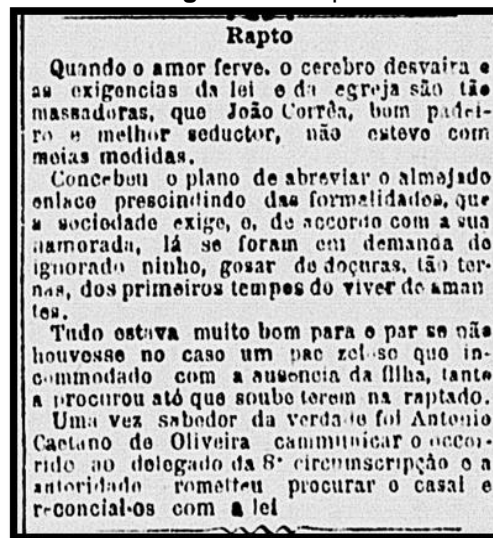 Rapto
Quando o amor ferve, o cerebro desvaira e
as exigencias da lei e da egreja são tão
massadoras, que João Corrêa, bom padei-
ro e melhor seductor, não esteve com
meias medidas.
Concebeu o plano de abreviar o almejado
enlace prescindindo das formalidades, que
a sociedade exige, e, de accordo com a sua
namorada, lá se foram em demanda de
ignorado ninho, gosar de doçuras, tão ter-
nas, dos primeiros tempos do viver de aman
tes.
Tudo estava muito bom para o par se não
houvesse no caso um pae zeloso que in-
commodado com a ausencia da filha, tanto
a procurou até que soube terem na raptado.
Uma vez sabedor da verdade foi Antonio
Caetano de Oliveira cammunicar o occor-
rido ao delegado da 8ª circumscripção e a
autoridade rometteu procurar o casal e
reconcial-os com a lei